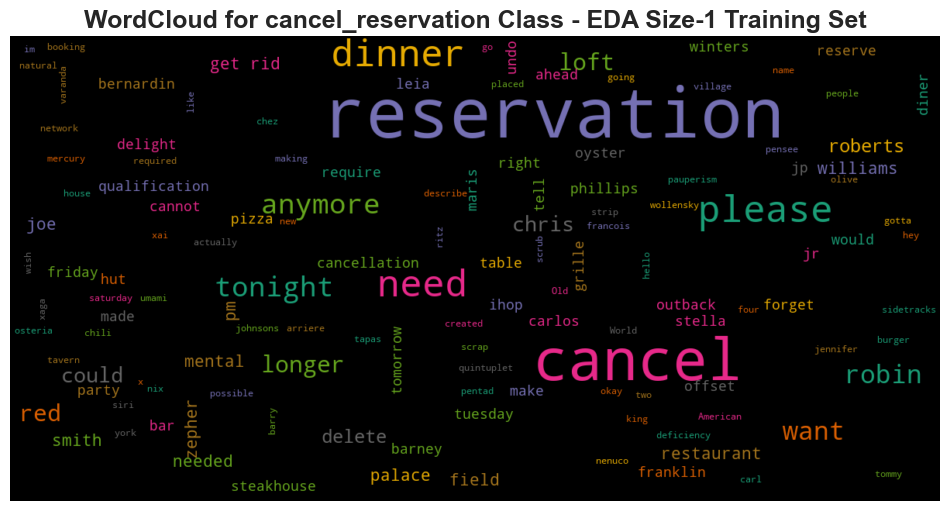 WordCloud for cancel_reservation Class - EDA Size-1 Training Set
im
booking
natural
varanda
get rid
dinner
undo
go
loft
ahead
placed
going
winters
name
reserve
bernardin
like
leia
village
people
diner
network
chez
reservation
mercury
delight
required
making
right
oyster
pensee
roberts
house
qualification
require
describe
maris
tell
phillips
pauperism
jp
williams
olive
cannot
joe
pizza
new
anymore
strip
wollensky
please
gotta
hey
xai
actually
ritz
chris
francois
scrub
would
wish
friday
hut
cancellation
table
grille
hello
jr
saturday
umami
tonight
need
ihop
Old
outback
four
forget
sidetracks
xaga
made
pm
osteria
chili
johnsons
arriere
created
carlos
World
stella
tapas
tomorrow
scrap
burger
jennifer
tavern
mental
longer
quintuplet
cancel
could
x
nix
possible
pentad
make
okay
two
offset
robin
party
siri
red
york
bar
zepher
barry
tuesday
king
American
want
smith
delete
deficiency
needed
barney
restaurant
nenuco
palace
field
franklin
carl
tommy
steakhouse